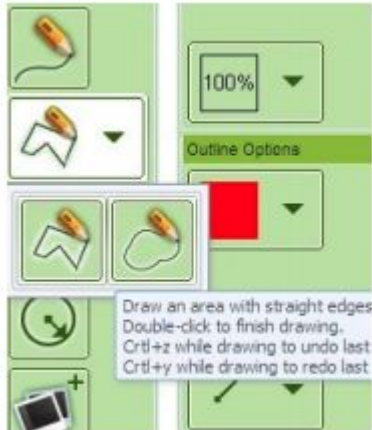 100%
Outline Options
Draw an area with straight edges
Double-click to finish drawing.
Crtl+z while drawing to undo last
Crtl+y while drawing to redo last